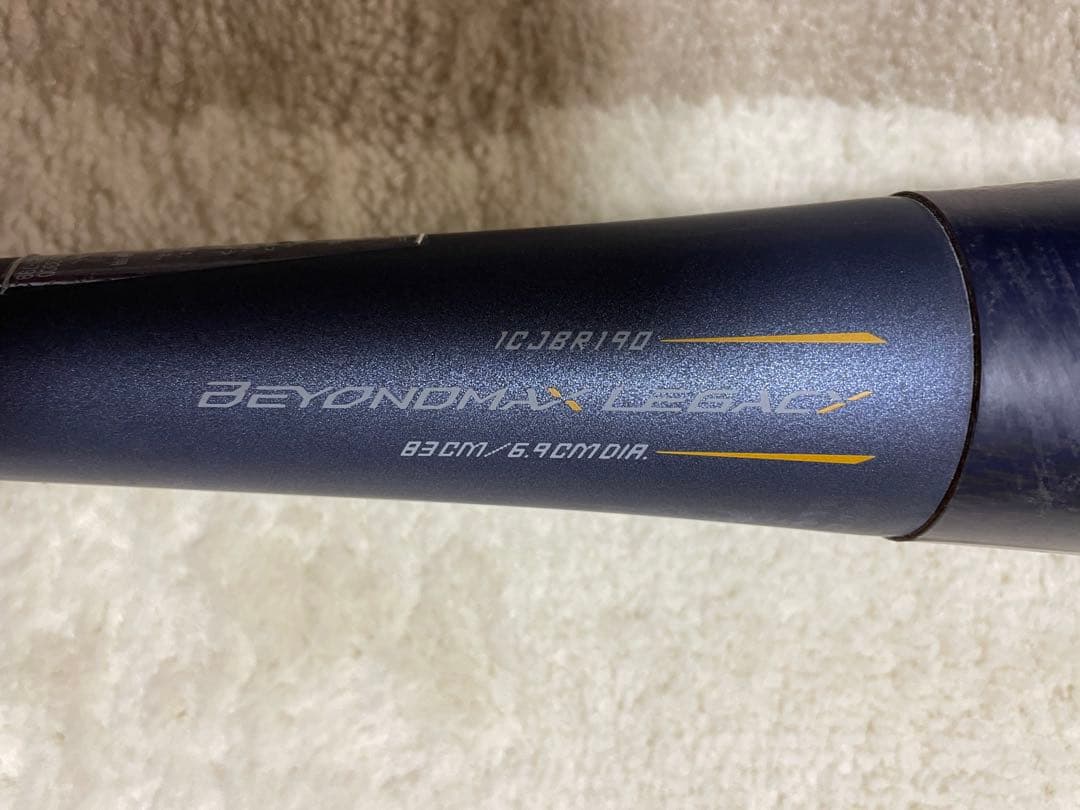 1CJBR190
BEYONDMAX LEGACY
83CM/6.9CM DIA.